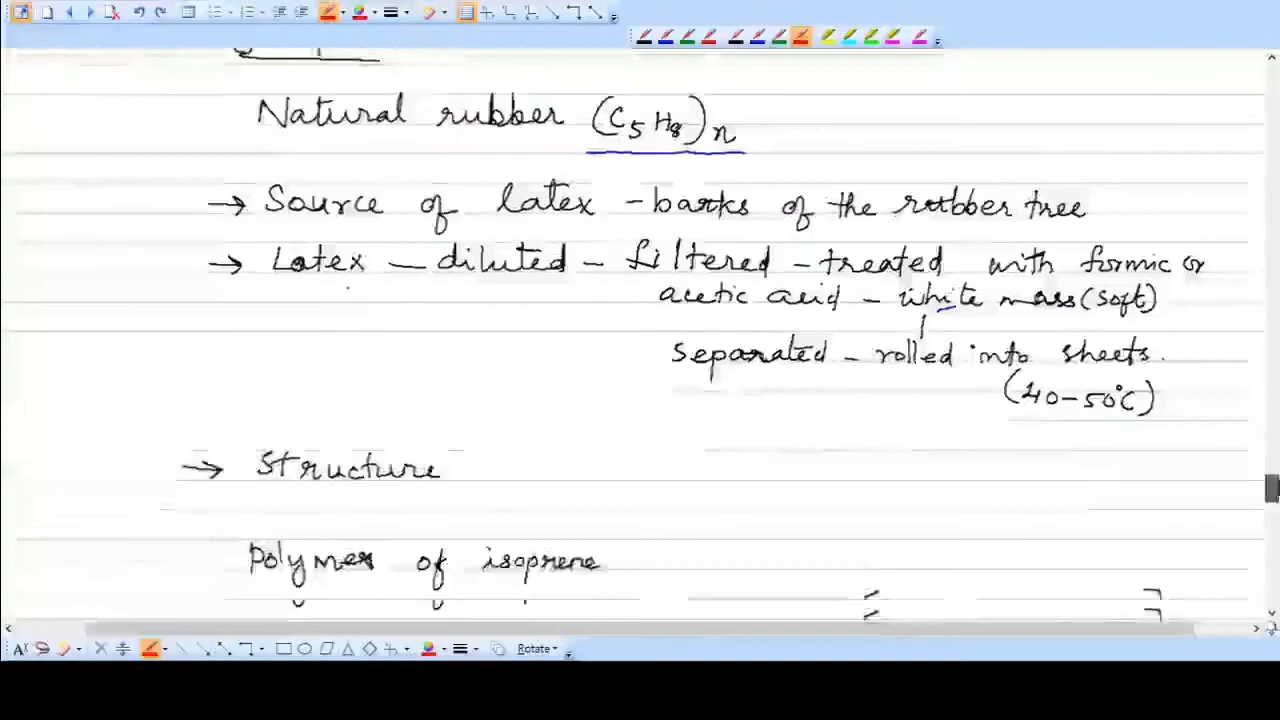 Natural rubber (C5H8)n
→ Source of latex - barks of the rubber tree
→ Latex — diluted - filtered - treated with formic or
acetic acid - white mass (soft)
separated - rolled into sheets.
(40-50°C)
→ Structure
Polymer of isoprene
Rotate